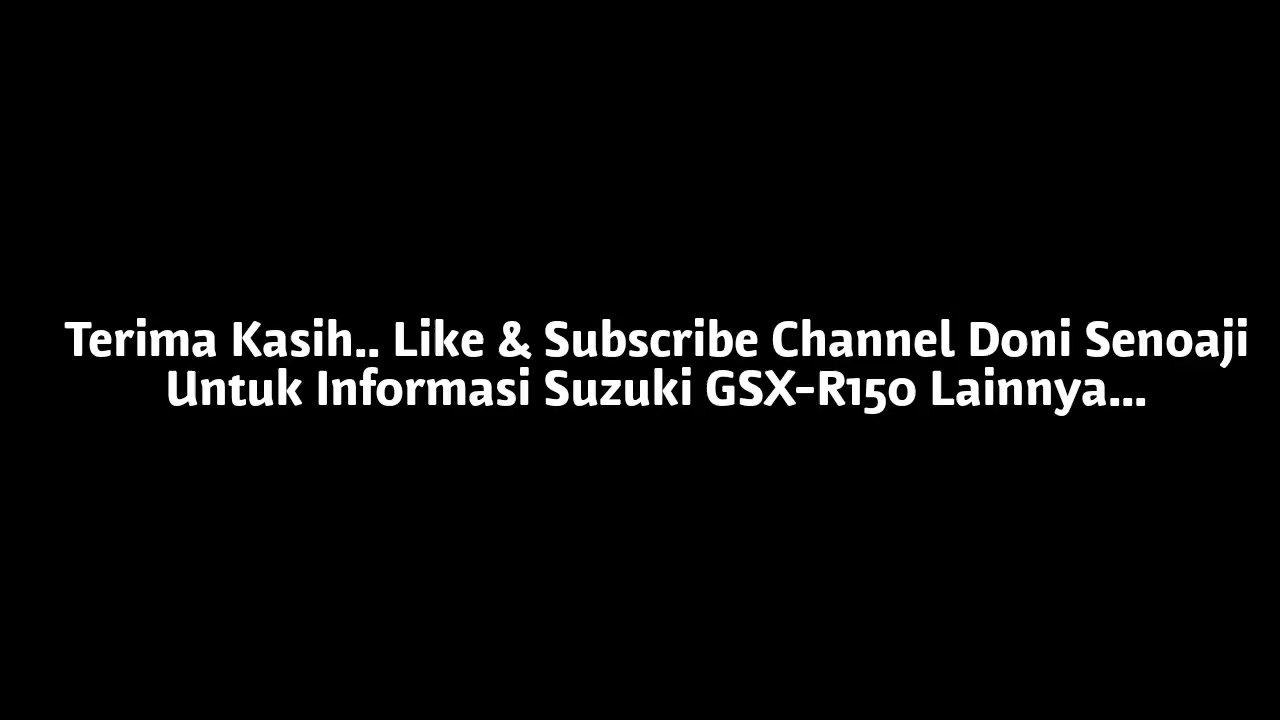 Terima Kasih.. Like & Subscribe Channel Doni Senoaji
Untuk Informasi Suzuki GSX-R150 Lainnya...